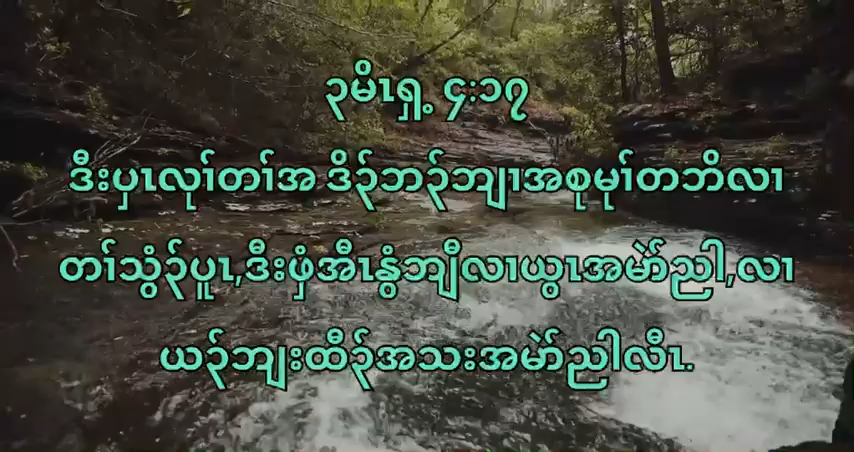 ၃မိၤရှ့ ၄:၁၇
ဒီးပှၤလုၢ်တၢ်အ ဒိၣ်ဘၣ်ဘျၢအစုမုၢ်တဘိလၢ
တၢ်သွံၣ်ပူၤ,ဒီးဖှံအီၤနွံဘျီလၢယွၤအမဲာ်ညါ,လၢ
ယၣ်ဘျးထီၣ်အသးအမဲာ်ညါလီၤ.